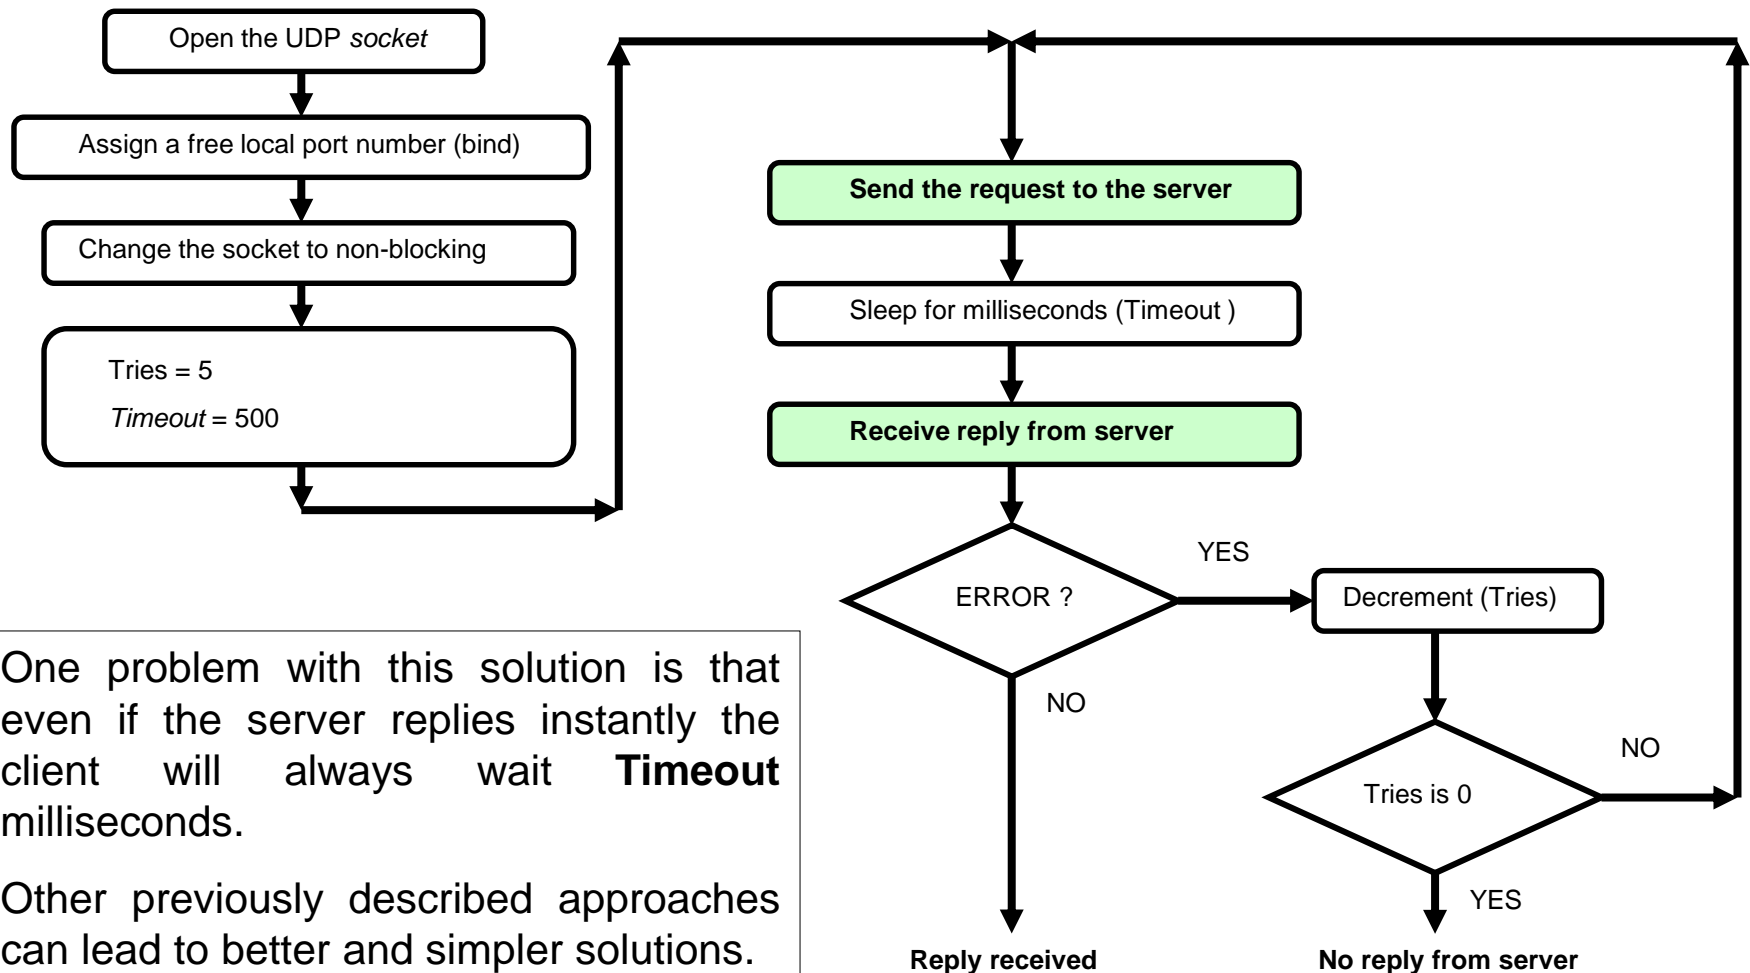 Open the UDP socket
Assign a free local port number (bind)
Change the socket to non-blocking
Tries = 5
Timeout = 500
Send the request to the server
Sleep for milliseconds (Timeout )
Receive reply from server
ERROR ?
YES
Decrement (Tries)
NO
Tries is 0
NO
YES
Reply received
No reply from server
One problem with this solution is that
even if the server replies instantly the
client will always wait Timeout
milliseconds.
Other previously described approaches
can lead to better and simpler solutions.